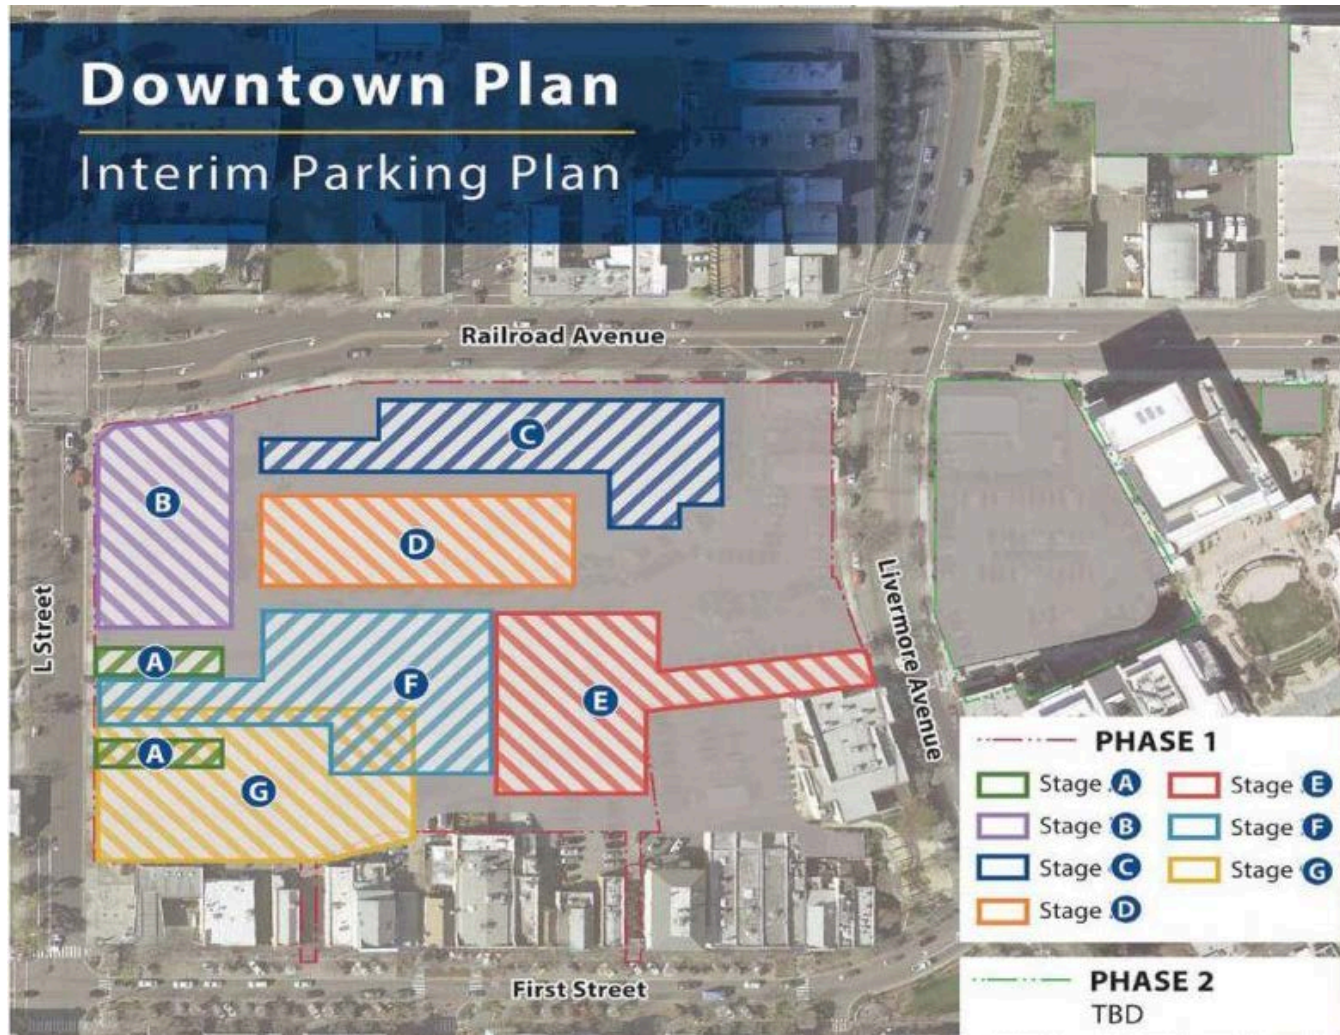 Downtown Plan
Interim Parking Plan
Railroad Avenue
C
B
D
L Street
Livermore Avenue
A
F
E
A
G
PHASE 1
Stage A
Stage E
Stage B
Stage F
Stage C
Stage G
Stage D
First Street
PHASE 2
TBD